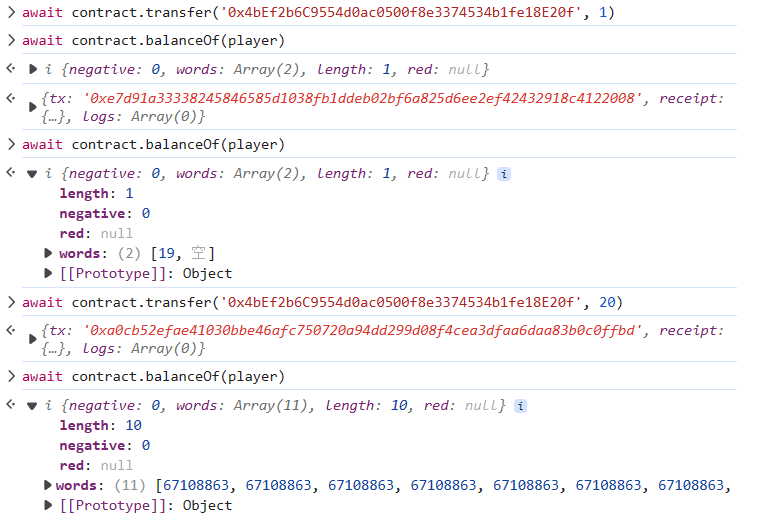 await contract.transfer('0x4bEf2b6C9554d0ac0500f8e3374534b1fe18E20f', 1)
await contract.balanceOf(player)
i {negative: 0, words: Array(2), length: 1, red: null}
{tx: '0xe7d91a33338245846585d1038fb1ddeb02bf6a825d6ee2ef42432918c4122008', receipt:
{…}, logs: Array(0)}
await contract.balanceOf(player)
i {negative: 0, words: Array(2), length: 1, red: null} i
length: 1
negative: 0
red: null
words: (2) [19, 空]
[[Prototype]]: Object
await contract.transfer('0x4bEf2b6C9554d0ac0500f8e3374534b1fe18E20f', 20)
{tx: '0xa0cb52efae41030bbe46afc750720a94dd299d08f4cea3dfaa6daa83b0c0ffbd', receipt:
{…}, logs: Array(0)}
await contract.balanceOf(player)
i {negative: 0, words: Array(11), length: 10, red: null} i
length: 10
negative: 0
red: null
words: (11) [67108863, 67108863, 67108863, 67108863, 67108863, 67108863, 67108863,
[[Prototype]]: Object